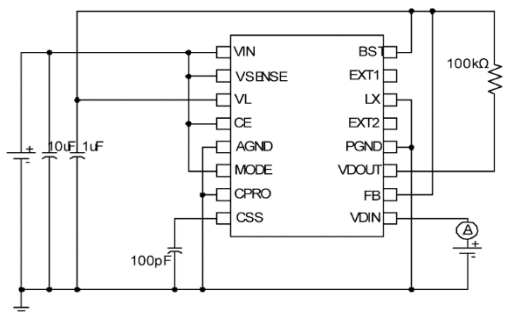 VIN BST
VSENSE EXT1 100kΩ
VL LX
CE EXT2
+ 10uF 1uF AGND PGND
- MODE VDOUT
CPRO FB
CSS VDIN
A
+
-
100pF